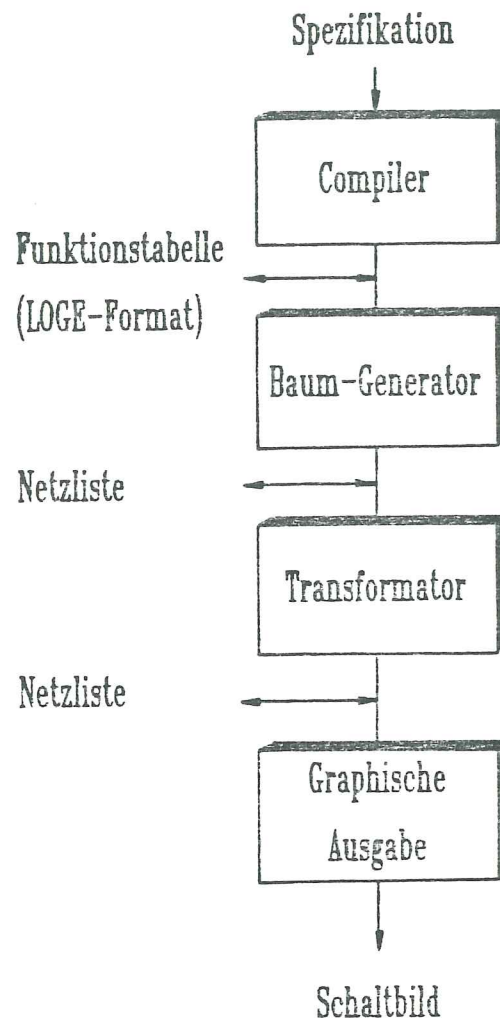 Spezifikation
Compiler
Funktionstabelle
(LOGE-Format)
Baum-Generator
Netzliste
Transformator
Netzliste
Graphische
Ausgabe
Schaltbild